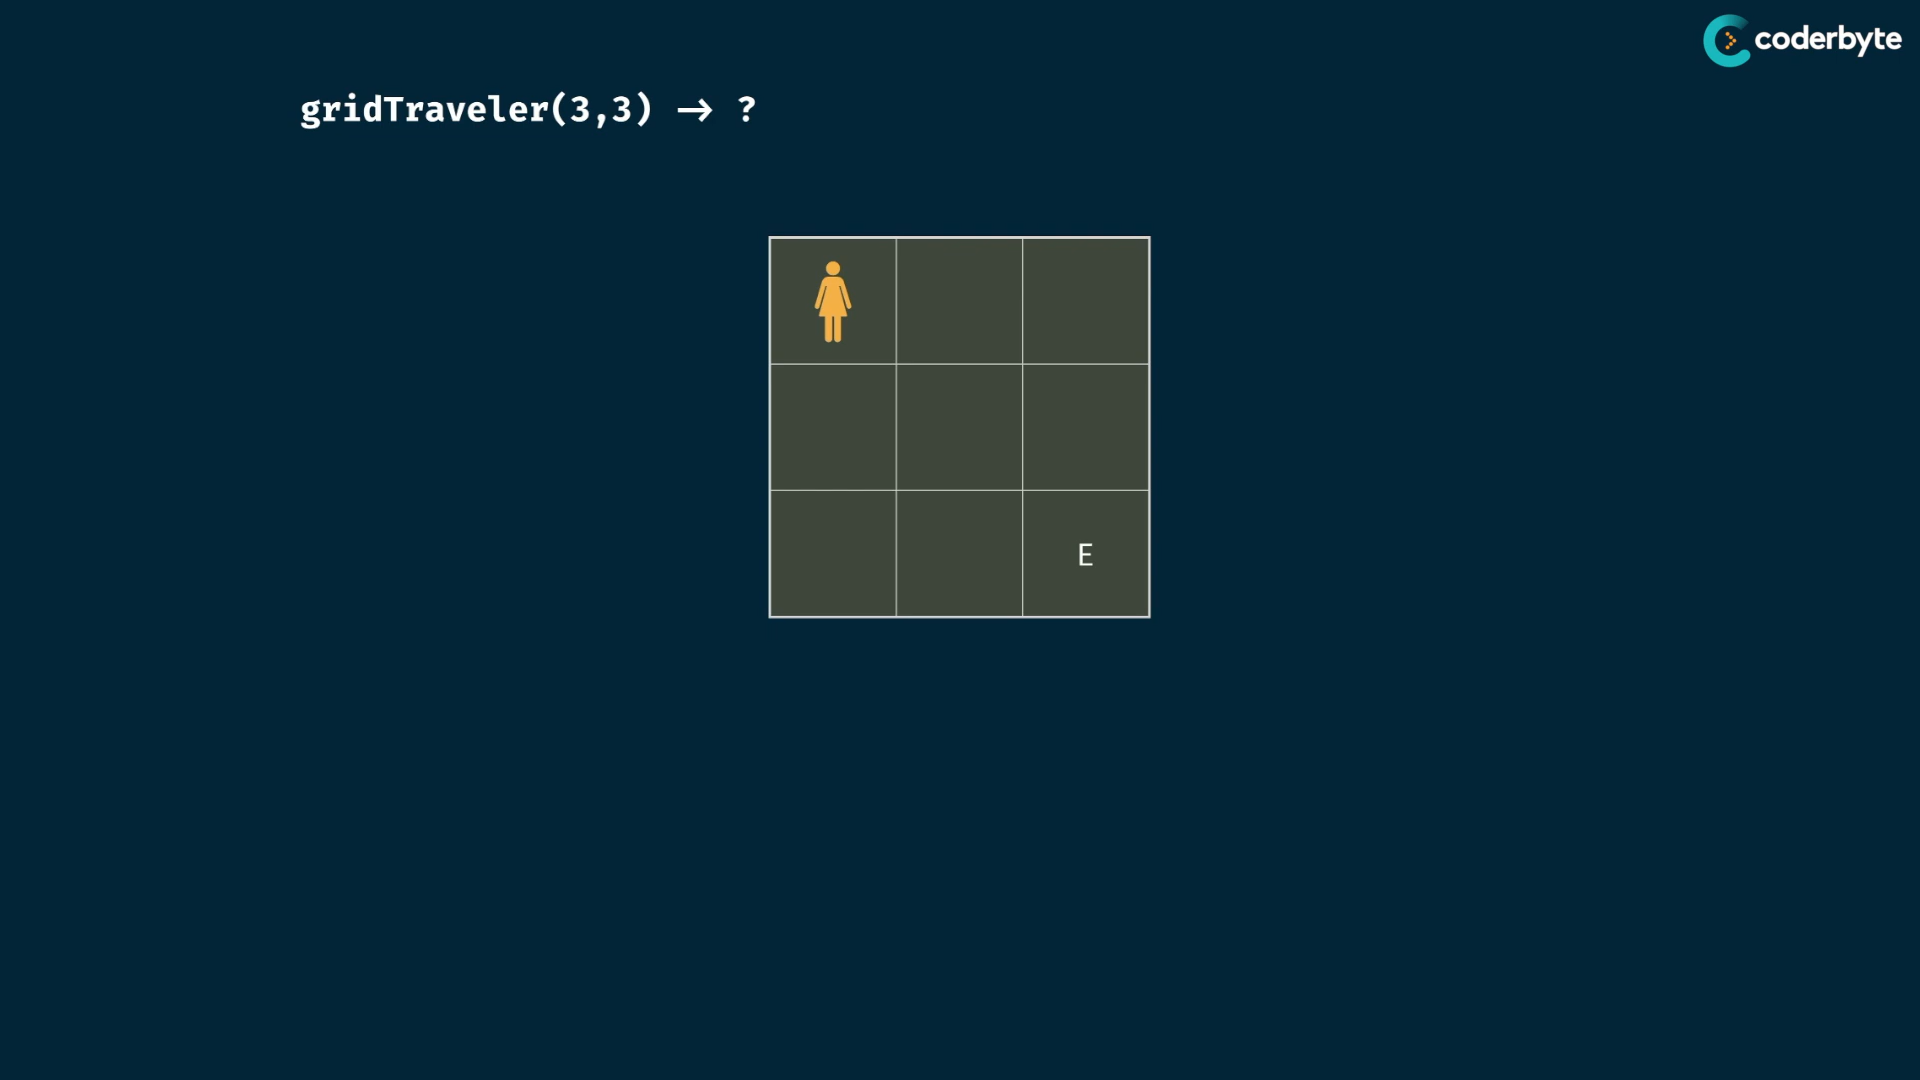 coderbyte
gridTraveler(3,3) → ?
E